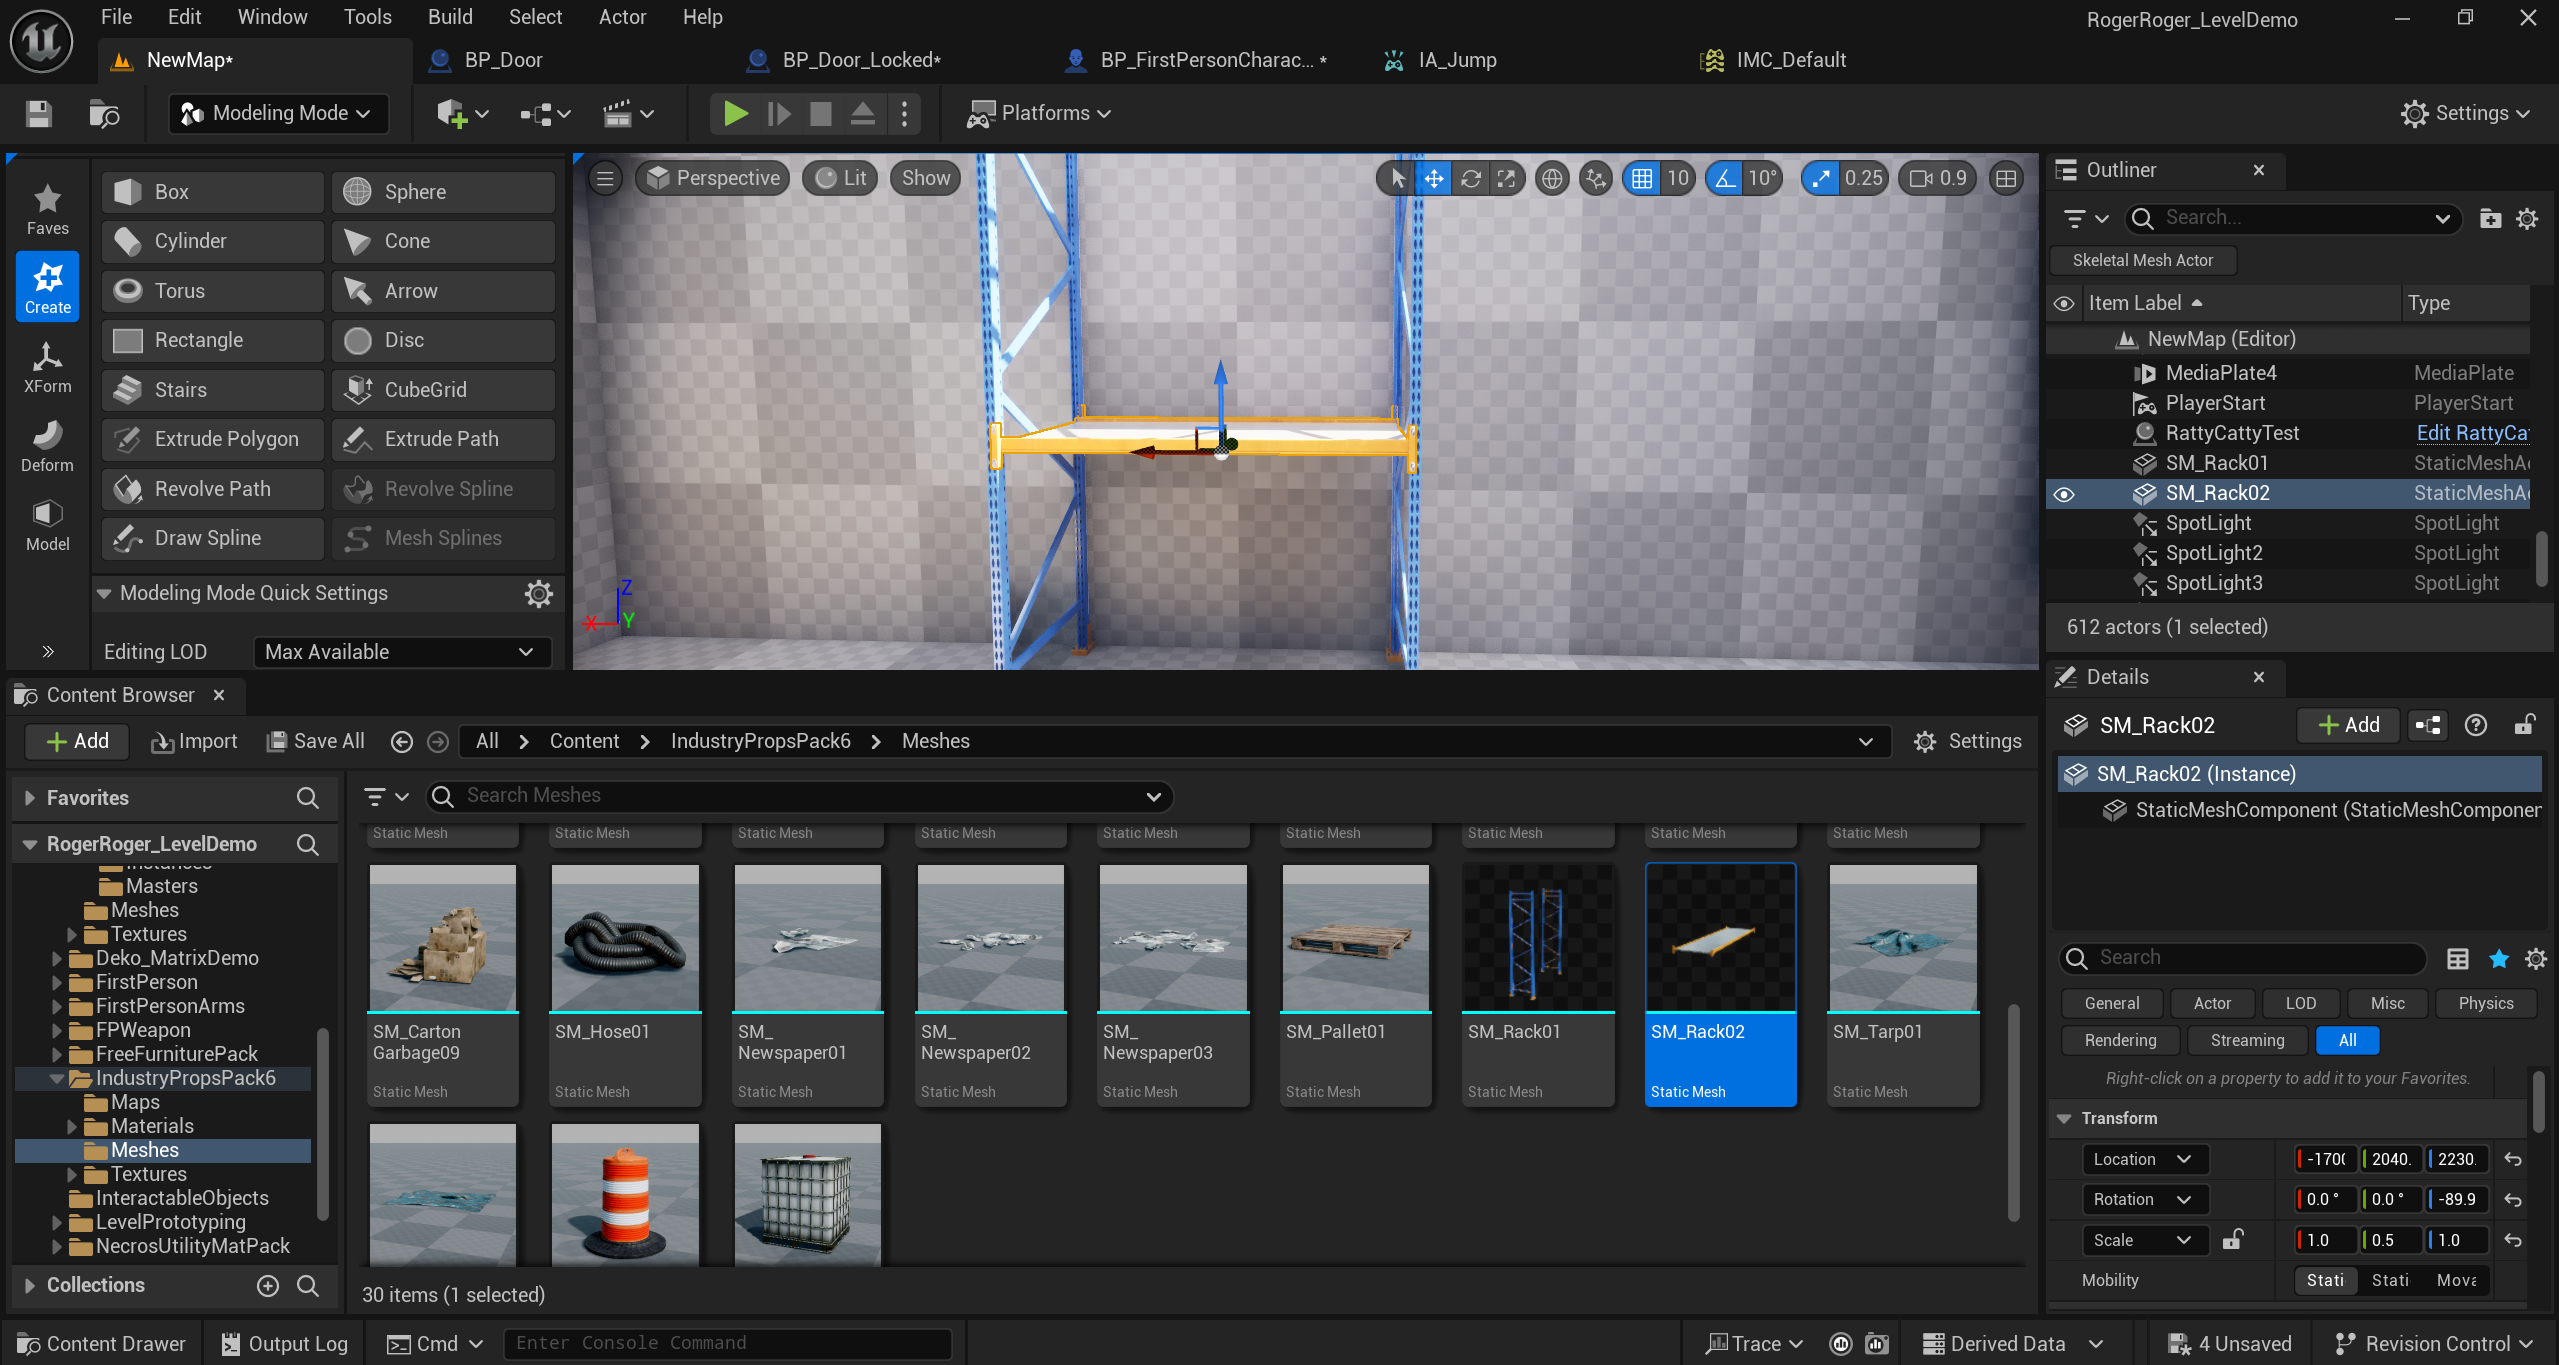 File Edit Window Tools Build Select Actor Help RogerRoger_LevelDemo
NewMap* BP_Door BP_Door_Locked* BP_FirstPersonCharac... * IA_Jump IMC_Default
Modeling Mode Platforms Settings
Faves
Create
XForm
Deform
Model
Box Sphere
Cylinder Cone
Torus Arrow
Rectangle Disc
Stairs CubeGrid
Extrude Polygon Extrude Path
Revolve Path Revolve Spline
Draw Spline Mesh Splines
Modeling Mode Quick Settings
Editing LOD Max Available
Perspective Lit Show 10 10° 0.25 0.9
Z
X Y
Outliner
Search...
Skeletal Mesh Actor
Item Label Type
NewMap (Editor)
MediaPlate4 MediaPlate
PlayerStart PlayerStart
RattyCattyTest Edit RattyCa
SM_Rack01 StaticMeshA
SM_Rack02 StaticMeshA
SpotLight SpotLight
SpotLight2 SpotLight
SpotLight3 SpotLight
612 actors (1 selected)
Content Browser
Add Import Save All All Content IndustryPropsPack6 Meshes Settings
Favorites
RogerRoger_LevelDemo
Instances
Masters
Meshes
Textures
Deko_MatrixDemo
FirstPerson
FirstPersonArms
FPWeapon
FreeFurniturePack
IndustryPropsPack6
Maps
Materials
Meshes
Textures
InteractableObjects
LevelPrototyping
NecrosUtilityMatPack
Collections
Search Meshes
Static Mesh Static Mesh Static Mesh Static Mesh Static Mesh Static Mesh Static Mesh Static Mesh Static Mesh
SM_Carton
Garbage09
Static Mesh
SM_Hose01
Static Mesh
SM_
Newspaper01
Static Mesh
SM_
Newspaper02
Static Mesh
SM_
Newspaper03
Static Mesh
SM_Pallet01
Static Mesh
SM_Rack01
Static Mesh
SM_Rack02
Static Mesh
SM_Tarp01
Static Mesh
30 items (1 selected)
Details
SM_Rack02 Add
SM_Rack02 (Instance)
StaticMeshComponent (StaticMeshComponen
Search
General Actor LOD Misc Physics
Rendering Streaming All
Right-click on a property to add it to your Favorites.
Transform
Location -170 2040. 2230.
Rotation 0.0 ° 0.0 ° -89.9
Scale 1.0 0.5 1.0
Mobility Stati Stati Mova
Content Drawer Output Log Cmd Enter Console Command Trace Derived Data 4 Unsaved Revision Control